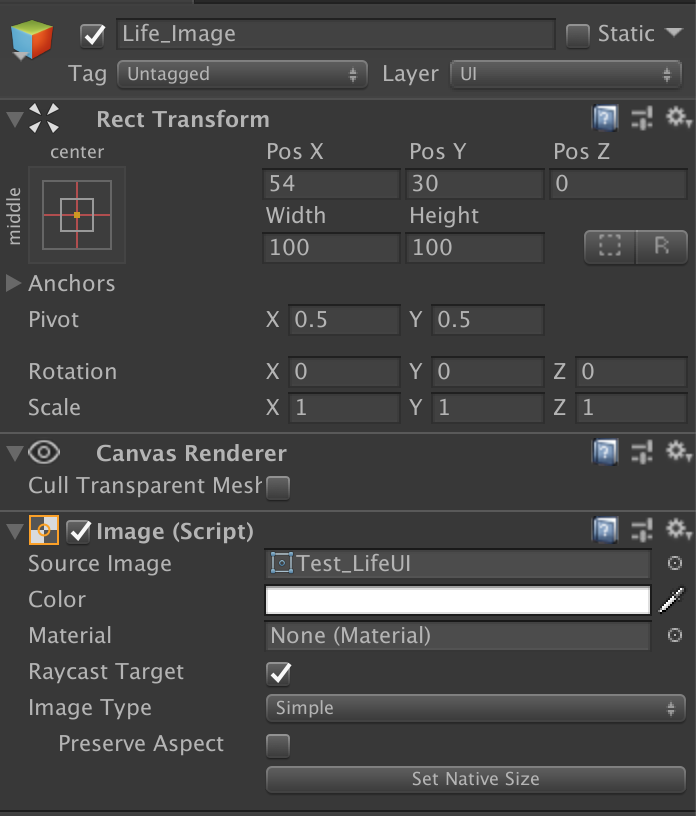 Life_Image Static
Tag Untagged Layer UI
Rect Transform
center Pos X Pos Y Pos Z
middle 54 30 0
Width Height
100 100 R
Anchors
Pivot X 0.5 Y 0.5
Rotation X 0 Y 0 Z 0
Scale X 1 Y 1 Z 1
Canvas Renderer
Cull Transparent Mesh
Image (Script)
Source Image Test_LifeUI
Color
Material None (Material)
Raycast Target
Image Type Simple
Preserve Aspect
Set Native Size